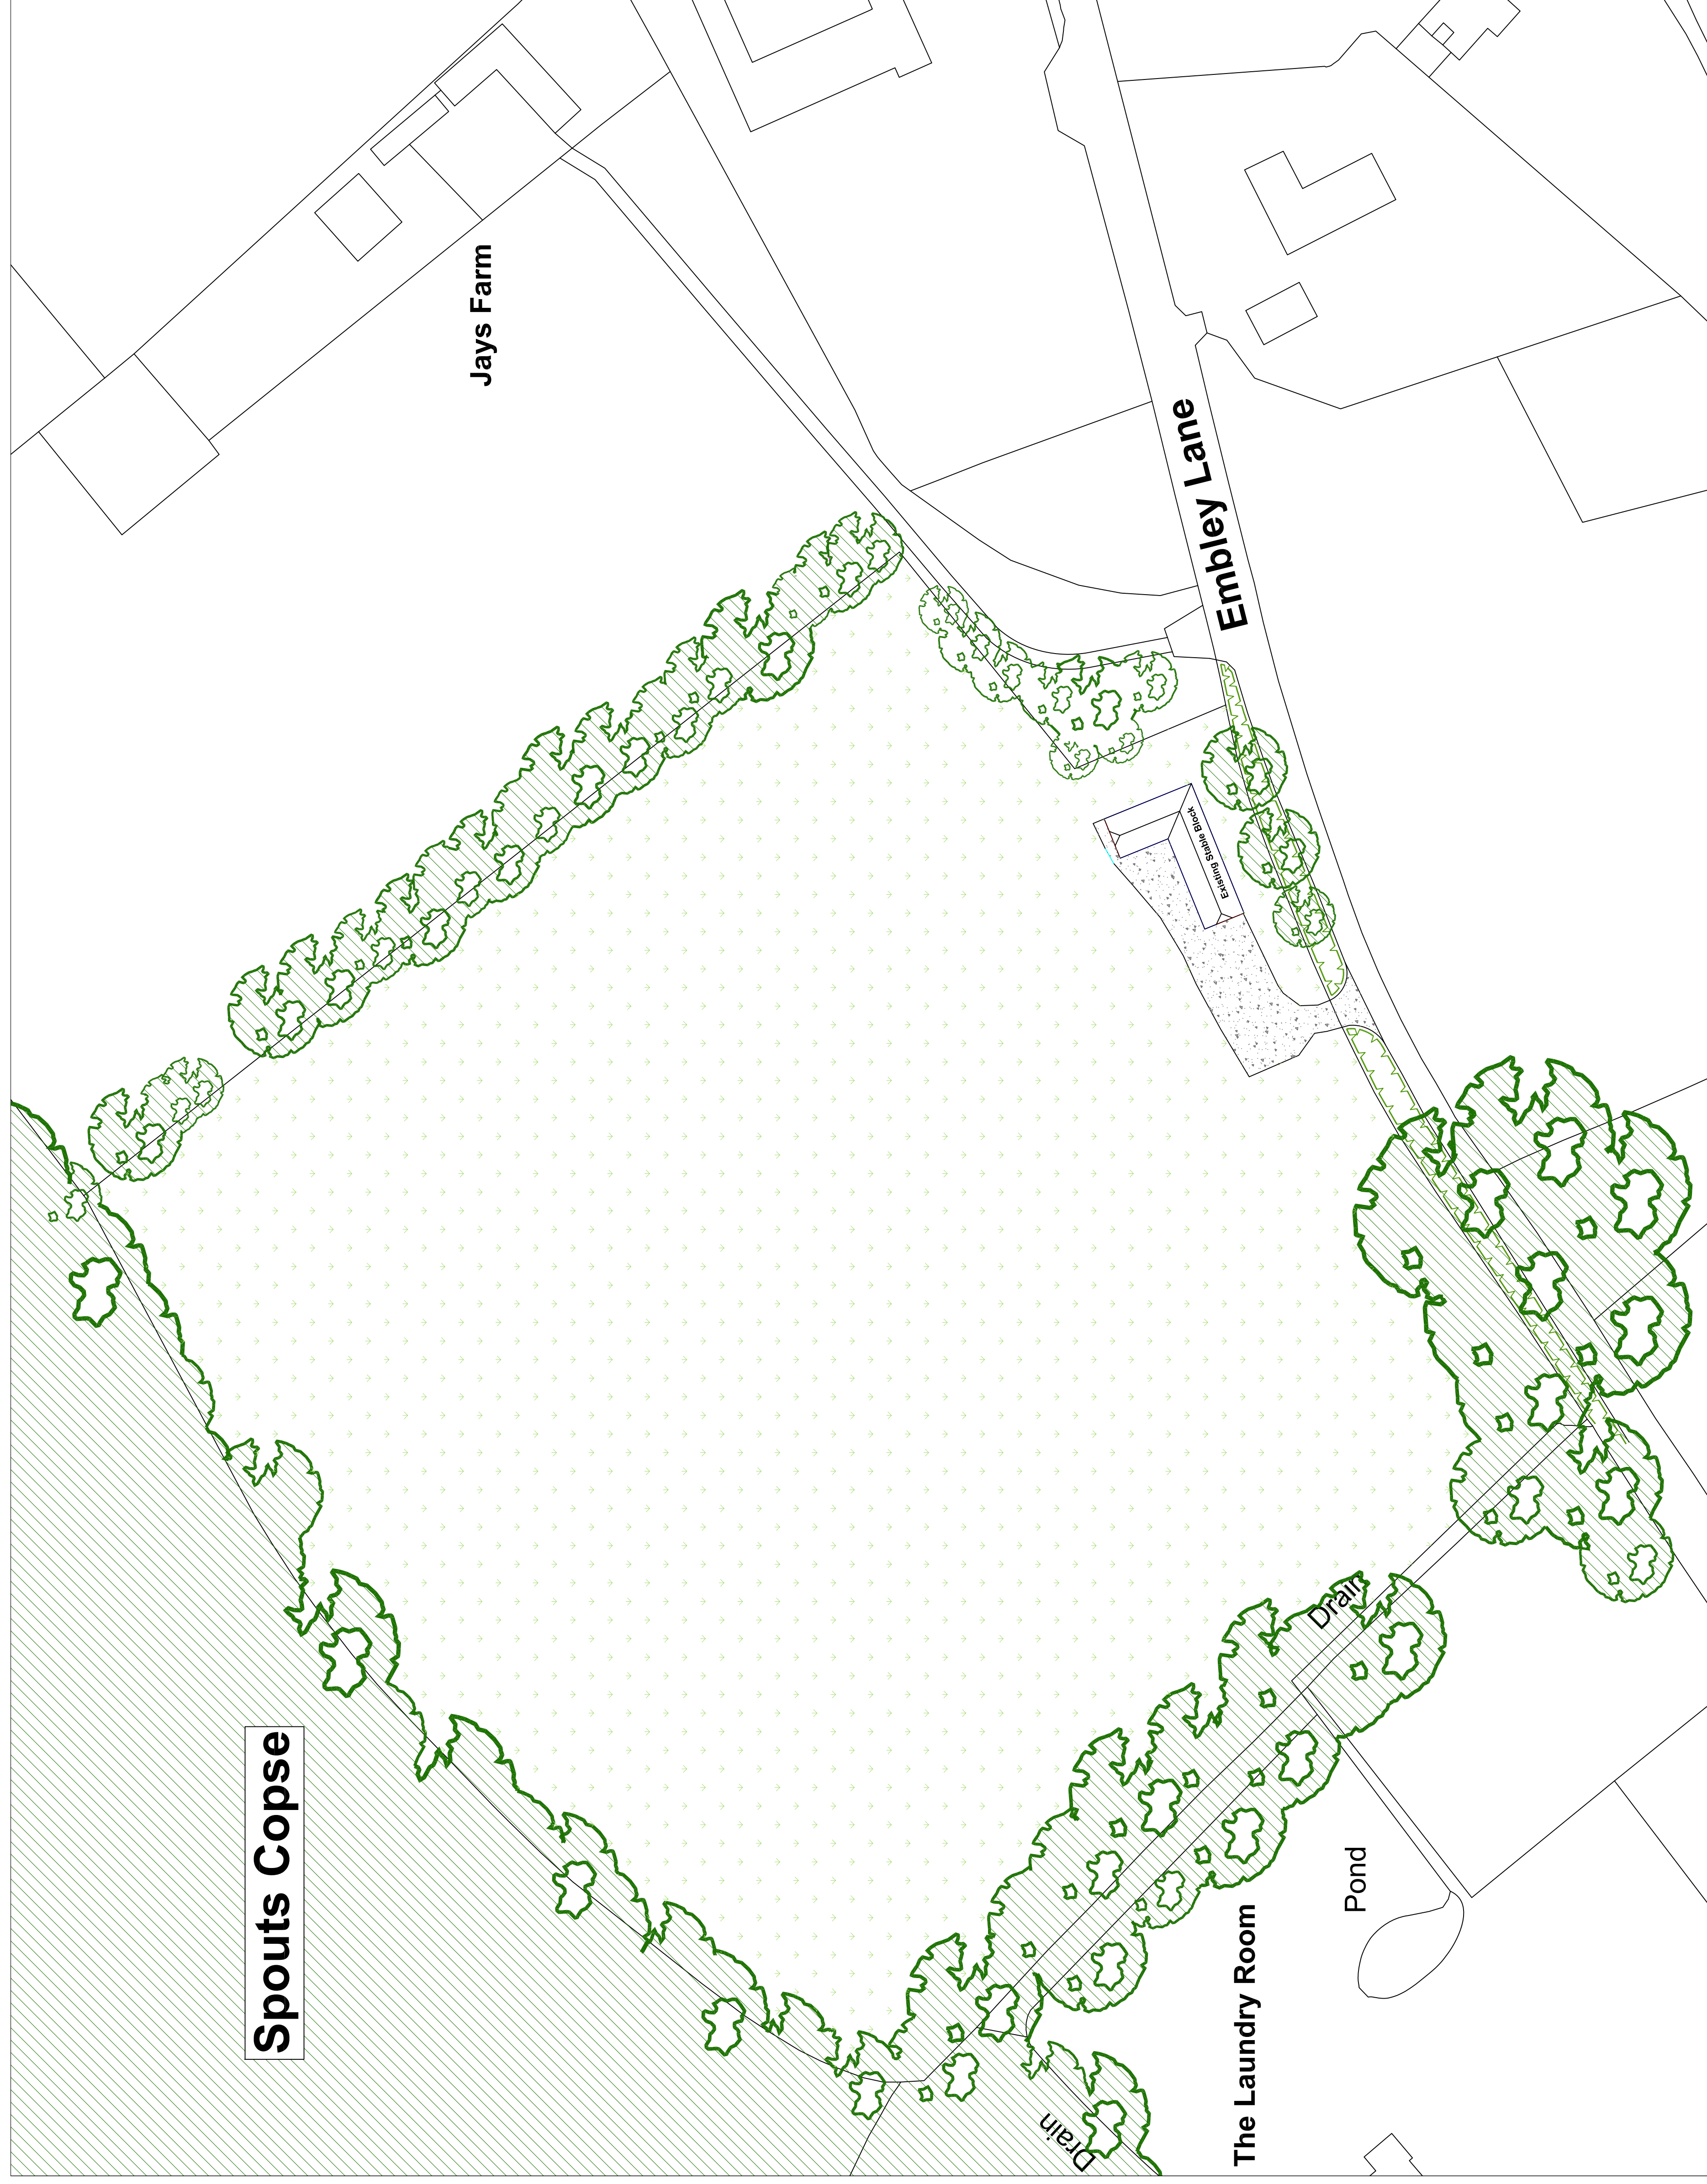 Jays Farm
Embley Lane
Existing Stable Block
Drain
Spouts Copse
Pond
The Laundry Room
Drain